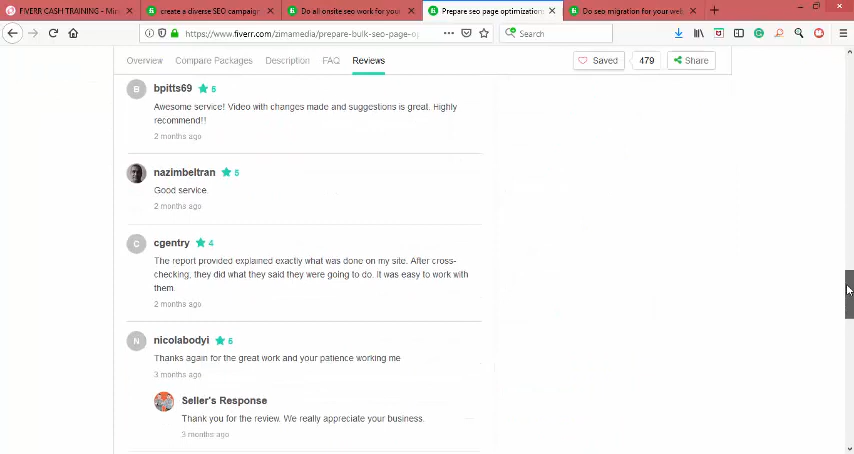 FIVERR CASH TRAINING - Min
create a diverse SEO campaign
Do all onsite seo work for your
Prepare seo page optimizations
Do seo migration for your web
https://www.fiverr.com/zimamedia/prepare-bulk-seo-page-op
Search
Overview
Compare Packages
Description
FAQ
Reviews
Saved
479
Share
B
bpitts69 5
Awesome service! Video with changes made and suggestions is great. Highly
recommend!!
2 months ago
nazimbeltran 5
Good service
2 months ago
C
cgentry 4
The report provided explained exactly what was done on my site. After cross-
checking, they did what they said they were going to do. It was easy to work with
them.
2 months ago
N
nicolabodyi 5
Thanks again for the great work and your patience working me
3 months ago
Seller's Response
Thank you for the review. We really appreciate your business.
3 months ago